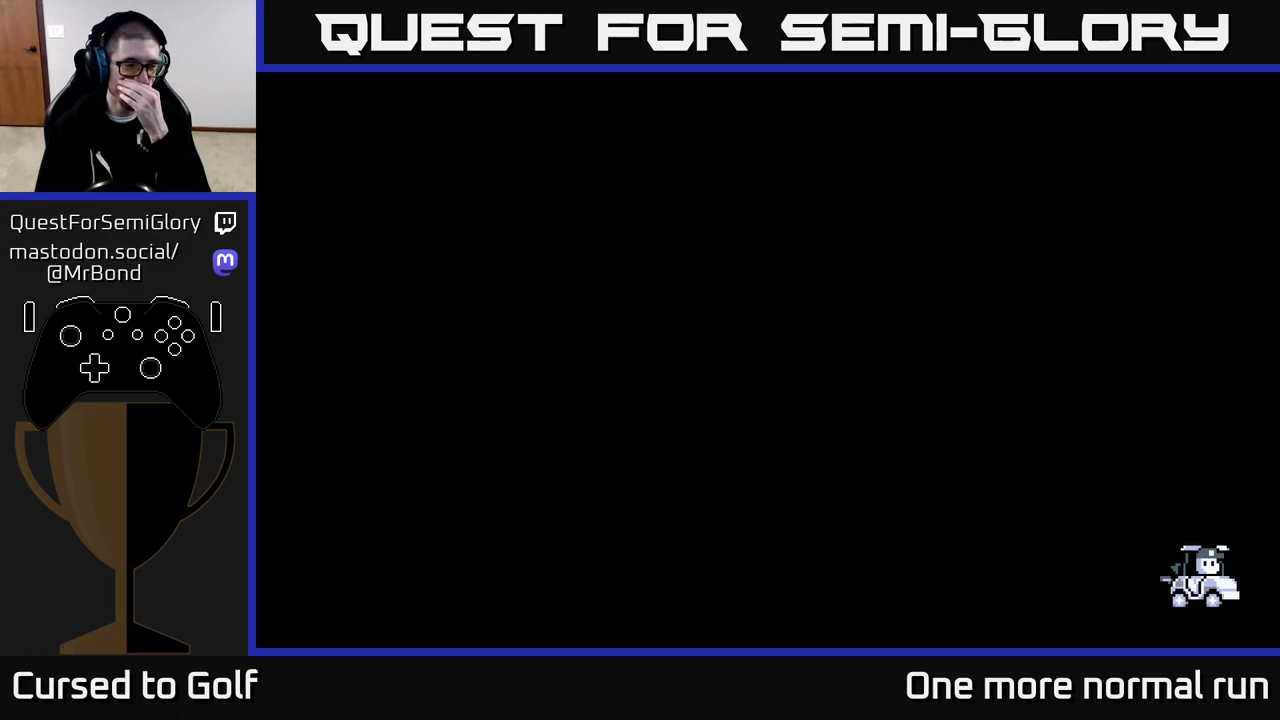 QUEST FOR SEMI-GLORY
QuestForSemiGlory
mastodon.social/
@MrBond
Cursed to Golf
One more normal run